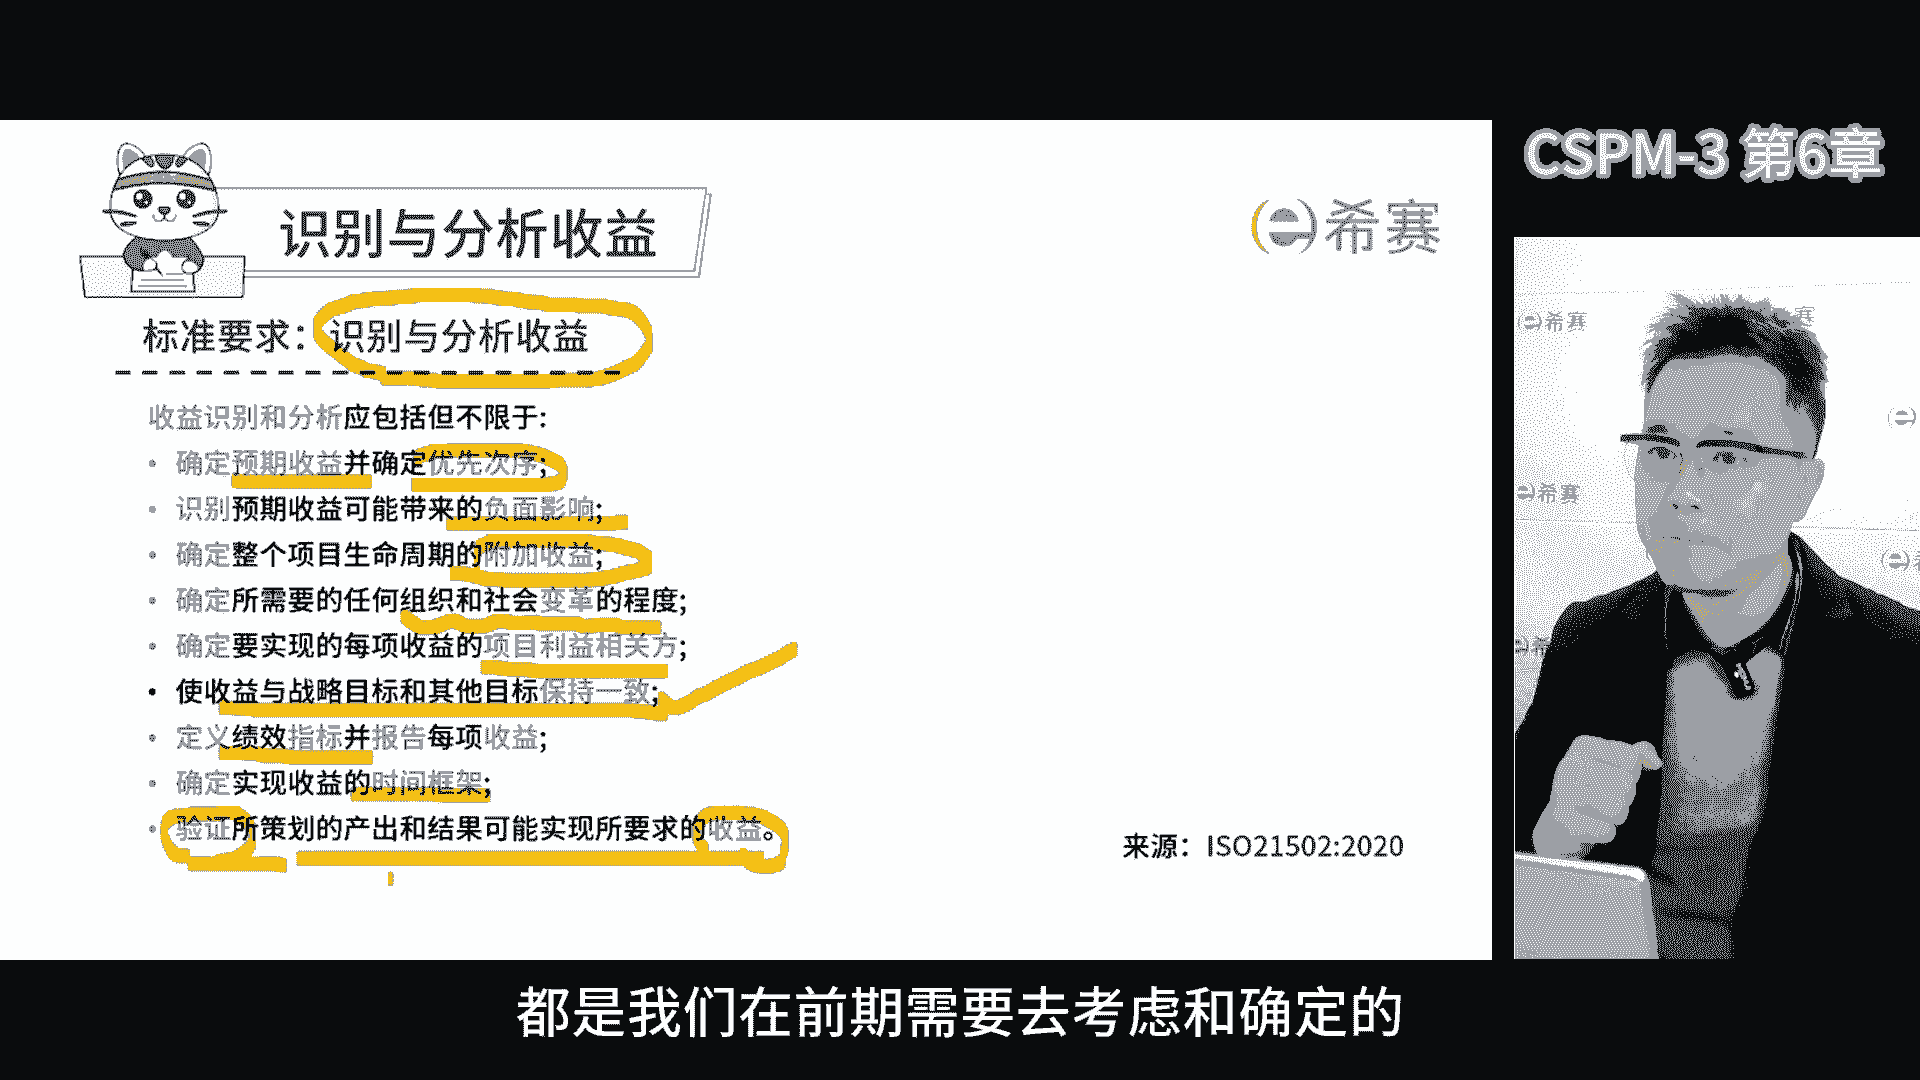 CSPM-3 第6章
识别与分析收益
希赛
标准要求：识别与分析收益
收益识别和分析应包括但不限于:
• 确定预期收益并确定优先次序;
• 识别预期收益可能带来的负面影响;
• 确定整个项目生命周期的附加收益;
• 确定所需要的任何组织和社会变革的程度;
• 确定要实现的每项收益的项目利益相关方;
• 使收益与战略目标和其他目标保持一致;
• 定义绩效指标并报告每项收益;
• 确定实现收益的时间框架;
• 验证所策划的产出和结果可能实现所要求的收益。
来源：ISO21502:2020
希赛
赛
希赛
希
希
都是我们在前期需要去考虑和确定的